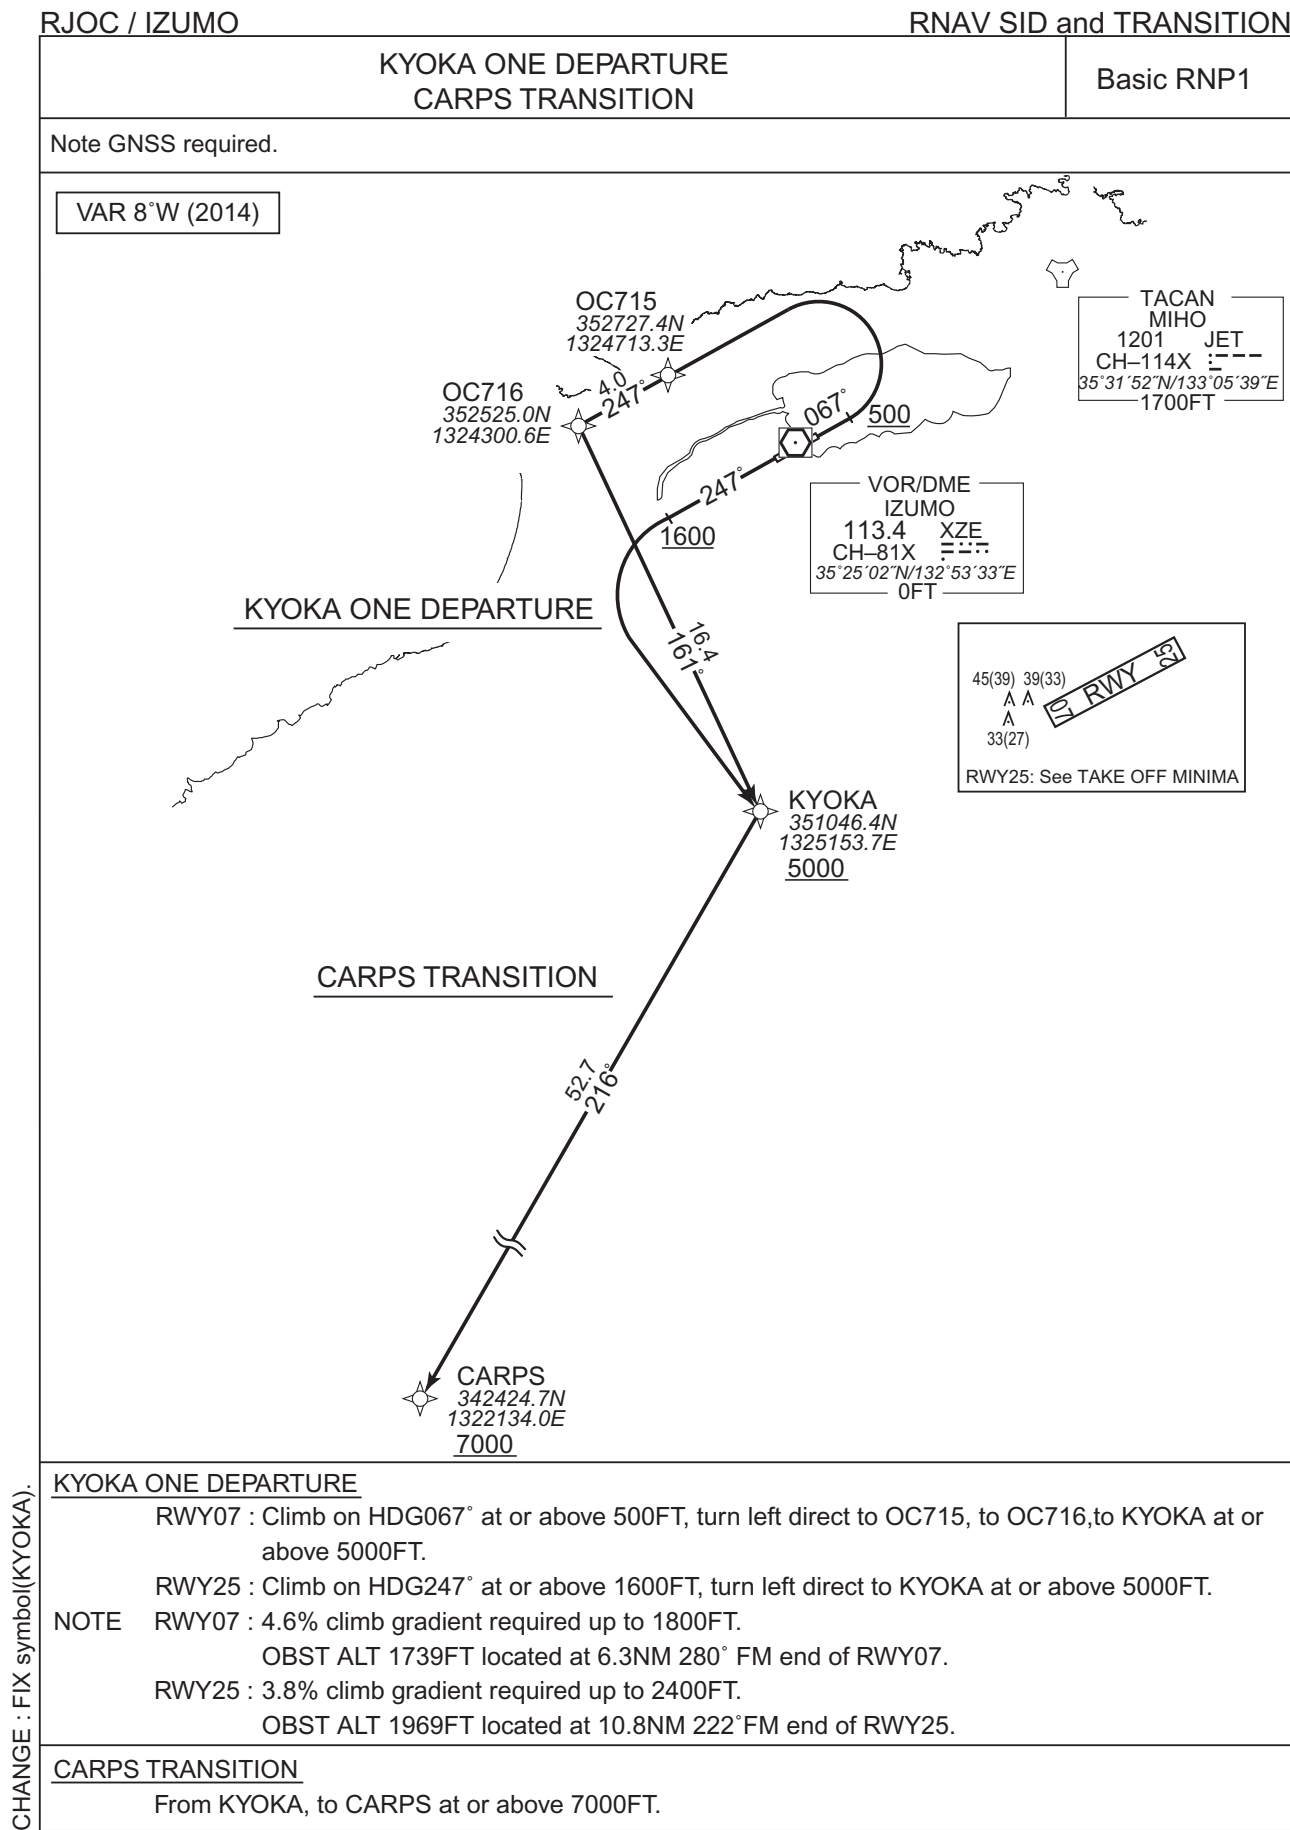 RJOC / IZUMO
RNAV SID and TRANSITION
KYOKA ONE DEPARTURE
CARPS TRANSITION
Basic RNP1
Note GNSS required.
VAR 8˚W (2014)
OC715
352727.4N
1324713.3E
OC716
352525.0N
1324300.6E
4.0
247˚
067˚
500
TACAN
MIHO
1201 JET
CH–114X
35˚31´52˝N/133˚05´39˝E
1700FT
247˚
1600
VOR/DME
IZUMO
113.4 XZE
CH–81X
35˚25´02˝N/132˚53´33˝E
0FT
KYOKA ONE DEPARTURE
16.4
161˚
45(39) 39(33)
33(27)
07 RWY 25
RWY25: See TAKE OFF MINIMA
KYOKA
351046.4N
1325153.7E
5000
CARPS TRANSITION
52.7
216˚
CARPS
342424.7N
1322134.0E
7000
KYOKA ONE DEPARTURE
RWY07 : Climb on HDG067˚ at or above 500FT, turn left direct to OC715, to OC716,to KYOKA at or
above 5000FT.
RWY25 : Climb on HDG247˚ at or above 1600FT, turn left direct to KYOKA at or above 5000FT.
NOTE RWY07 : 4.6% climb gradient required up to 1800FT.
OBST ALT 1739FT located at 6.3NM 280˚ FM end of RWY07.
RWY25 : 3.8% climb gradient required up to 2400FT.
OBST ALT 1969FT located at 10.8NM 222˚FM end of RWY25.
CARPS TRANSITION
From KYOKA, to CARPS at or above 7000FT.
CHANGE : FIX symbol(KYOKA).